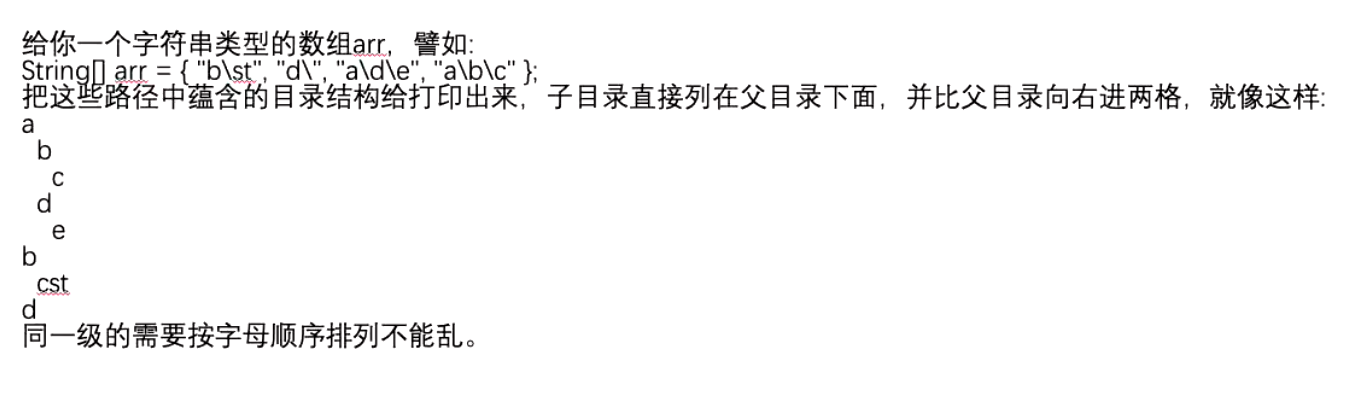 给你一个字符串类型的数组arr，譬如:
String[] arr = { "b\st", "d\", "a\d\e", "a\b\c" };
把这些路径中蕴含的目录结构给打印出来，子目录直接列在父目录下面，并比父目录向右进两格，就像这样:
a
  b
    c
  d
    e
b
  cst
d
同一级的需要按字母顺序排列不能乱。